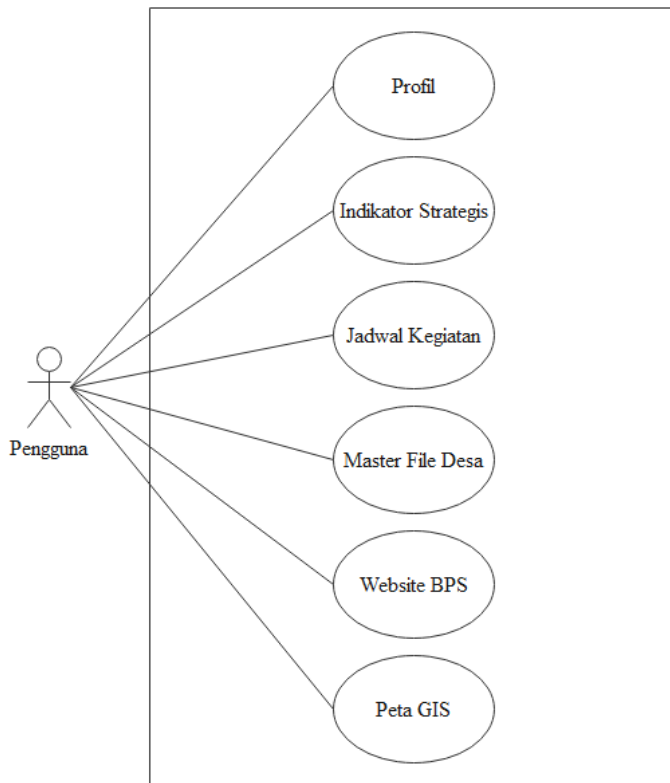 Profil
Indikator Strategis
Jadwal Kegiatan
Pengguna
Master File Desa
Website BPS
Peta GIS